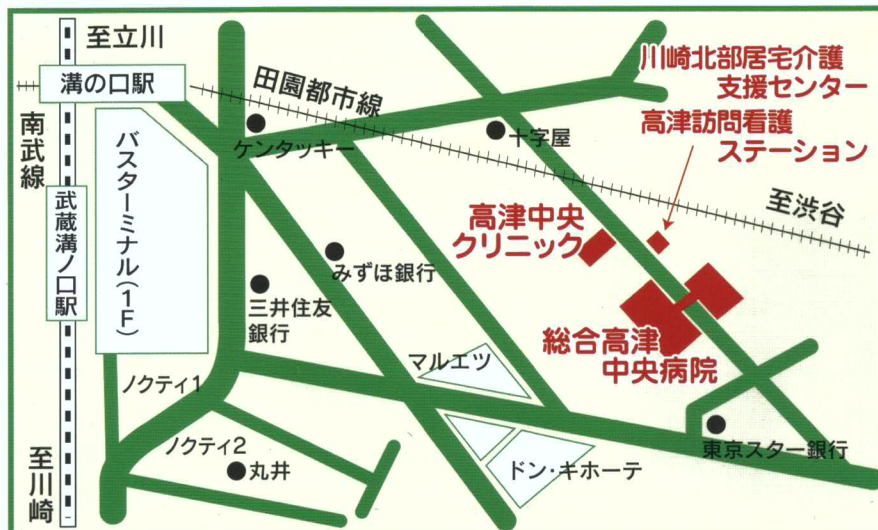 至立川
溝の口駅
南武線
武蔵溝ノ口駅
至川崎
バスターミナル(1F)
田園都市線
ケンタッキー
十字屋
川崎北部居宅介護
支援センター
高津訪問看護
ステーション
至渋谷
高津中央
クリニック
みずほ銀行
三井住友
銀行
総合高津
中央病院
マルエツ
ノクティ1
ノクティ2
丸井
ドン・キホーテ
東京スター銀行